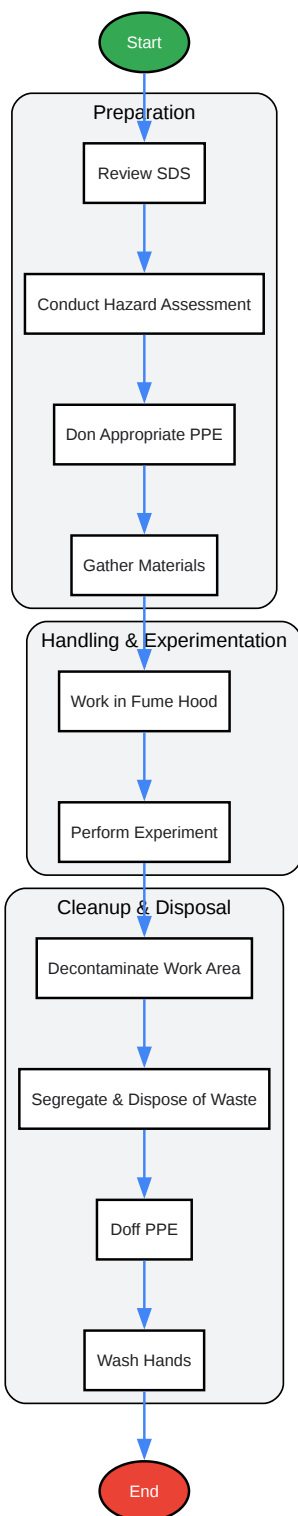 Start
Preparation
Review SDS
Conduct Hazard Assessment
Don Appropriate PPE
Gather Materials
Handling & Experimentation
Work in Fume Hood
Perform Experiment
Cleanup & Disposal
Decontaminate Work Area
Segregate & Dispose of Waste
Doff PPE
Wash Hands
End